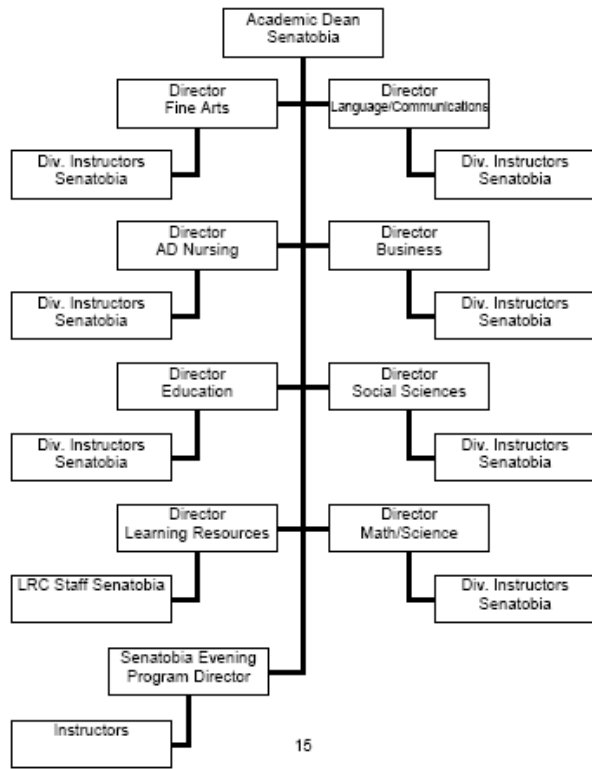 Academic Dean
Senatobia
Director
Fine Arts
Director
Language/Communications
Div. Instructors
Senatobia
Div. Instructors
Senatobia
Director
AD Nursing
Director
Business
Div. Instructors
Senatobia
Div. Instructors
Senatobia
Director
Education
Director
Social Sciences
Div. Instructors
Senatobia
Div. Instructors
Senatobia
Director
Learning Resources
Director
Math/Science
LRC Staff Senatobia
Div. Instructors
Senatobia
Senatobia Evening
Program Director
Instructors
15